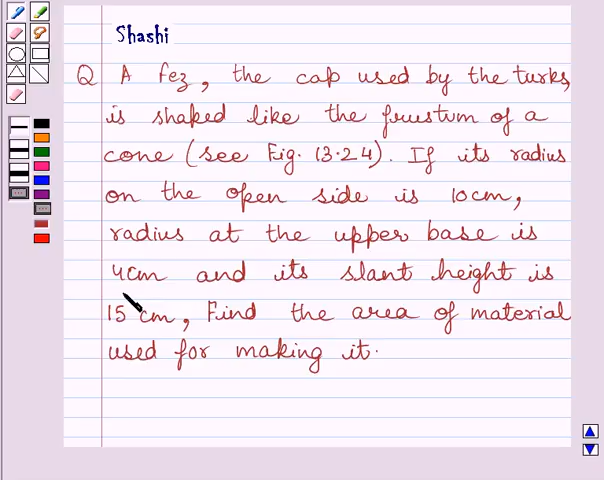 Shashi
Q A fez, the cap used by the turks,
is shaped like the frustum of a
cone (see Fig. 13.24). If its radius
on the open side is 10cm,
radius at the upper base is
4cm and its slant height is
15 cm, Find the area of material
used for making it.